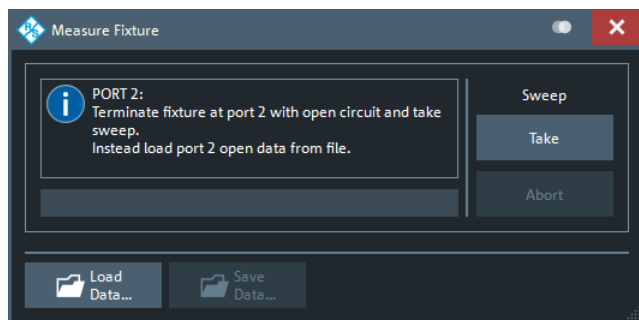 Measure Fixture
PORT 2:
Terminate fixture at port 2 with open circuit and take
sweep.
Instead load port 2 open data from file.
Sweep
Take
Abort
Load
Data...
Save
Data...